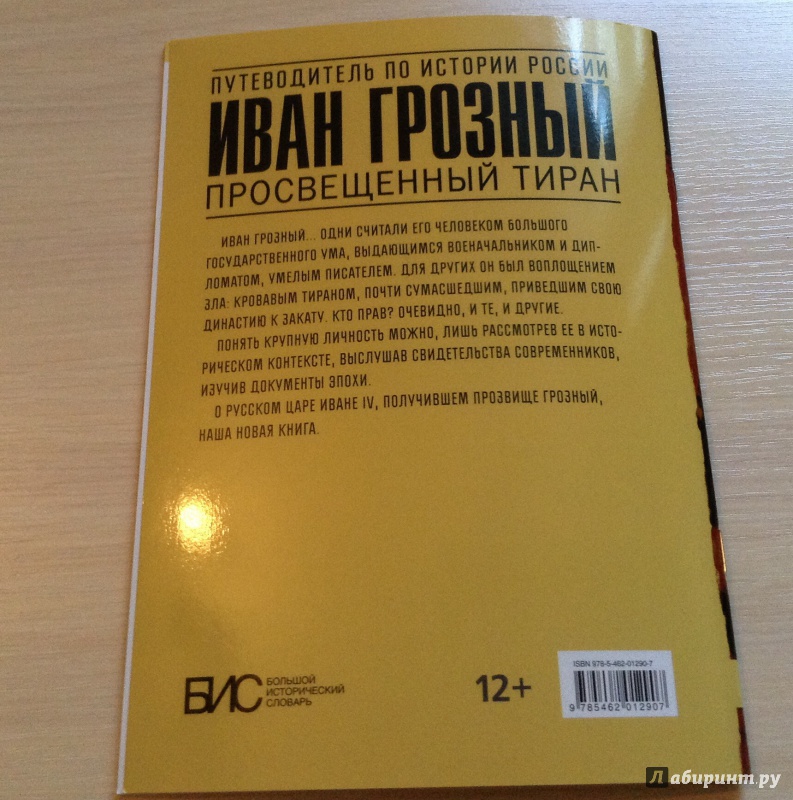 ПУТЕВОДИТЕЛЬ ПО ИСТОРИИ РОССИИ
ИВАН ГРОЗНЫЙ
ПРОСВЕЩЕННЫЙ ТИРАН
ИВАН ГРОЗНЫЙ... ОДНИ СЧИТАЛИ ЕГО ЧЕЛОВЕКОМ БОЛЬШОГО
ГОСУДАРСТВЕННОГО УМА, ВЫДАЮЩИМСЯ ВОЕНАЧАЛЬНИКОМ И ДИП-
ЛОМАТОМ, УМЕЛЫМ ПИСАТЕЛЕМ. ДЛЯ ДРУГИХ ОН БЫЛ ВОПЛОЩЕНИЕМ
ЗЛА: КРОВАВЫМ ТИРАНОМ, ПОЧТИ СУМАСШЕДШИМ, ПРИВЕДШИМ СВОЮ
ДИНАСТИЮ К ЗАКАТУ. КТО ПРАВ? ОЧЕВИДНО, И ТЕ, И ДРУГИЕ.
ПОНЯТЬ КРУПНУЮ ЛИЧНОСТЬ МОЖНО, ЛИШЬ РАССМОТРЕВ ЕЕ В ИСТО-
РИЧЕСКОМ КОНТЕКСТЕ, ВЫСЛУШАВ СВИДЕТЕЛЬСТВА СОВРЕМЕННИКОВ,
ИЗУЧИВ ДОКУМЕНТЫ ЭПОХИ.
О РУССКОМ ЦАРЕ ИВАНЕ IV, ПОЛУЧИВШЕМ ПРОЗВИЩЕ ГРОЗНЫЙ,
НАША НОВАЯ КНИГА.
БИС
БОЛЬШОЙ
ИСТОРИЧЕСКИЙ
СЛОВАРЬ
12+
ISBN 978-5-462-01290-7
9 785462 012907
Лабиринт.ру